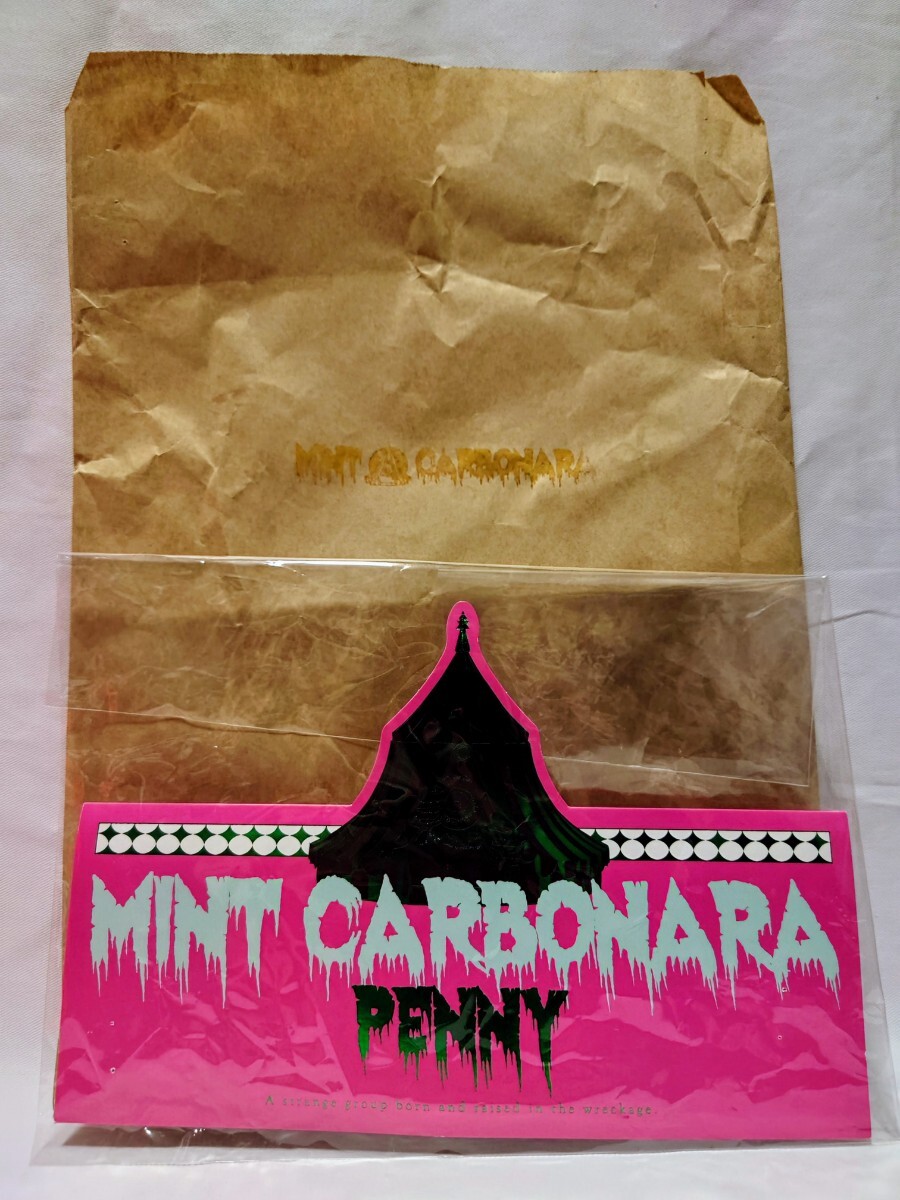 MINT CARBONARA
MINT CARBONARA
PENNY
A strange group born and raised in the wreckage.